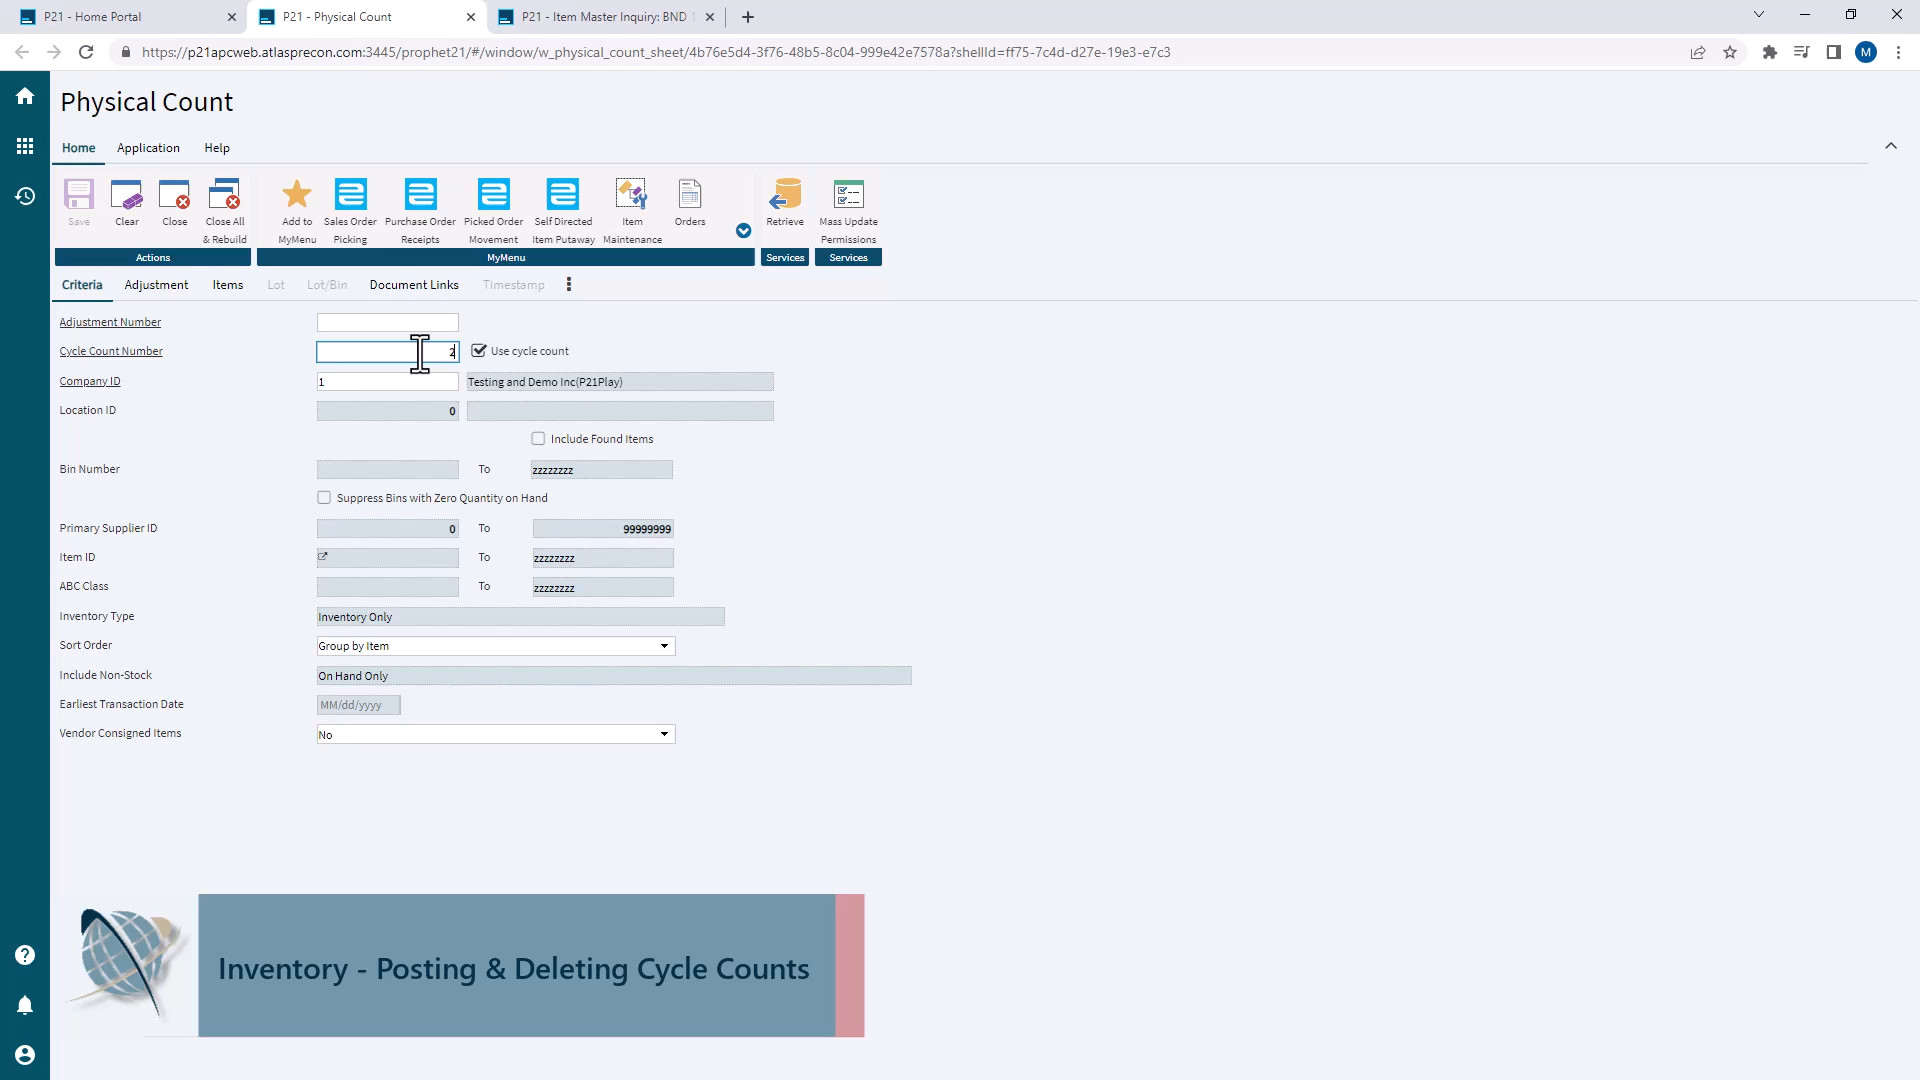 P21 - Home Portal
P21 - Physical Count
P21 - Item Master Inquiry: BND
https://p21apcweb.atlasprecon.com:3445/prophet21/#/window/w_physical_count_sheet/4b76e5d4-3f76-48b5-8c04-999e42e7578a?shellId=ff75-7c4d-d27e-19e3-e7c3
M
Physical Count
Home Application Help
Save
Clear
Close
Close All
& Rebuild
Add to
MyMenu
Sales Order
Picking
Purchase Order
Receipts
Picked Order
Movement
Self Directed
Item Putaway
Item
Maintenance
Orders
Retrieve
Mass Update
Permissions
Actions
MyMenu
Services
Services
Criteria Adjustment Items Lot Lot/Bin Document Links Timestamp
Adjustment Number
Cycle Count Number 2 Use cycle count
Company ID 1 Testing and Demo Inc(P21Play)
Location ID 0
Include Found Items
Bin Number To zzzzzzzz
Suppress Bins with Zero Quantity on Hand
Primary Supplier ID 0 To 99999999
Item ID To zzzzzzzz
ABC Class To zzzzzzzz
Inventory Type Inventory Only
Sort Order Group by Item
Include Non-Stock On Hand Only
Earliest Transaction Date MM/dd/yyyy
Vendor Consigned Items No
Inventory - Posting & Deleting Cycle Counts